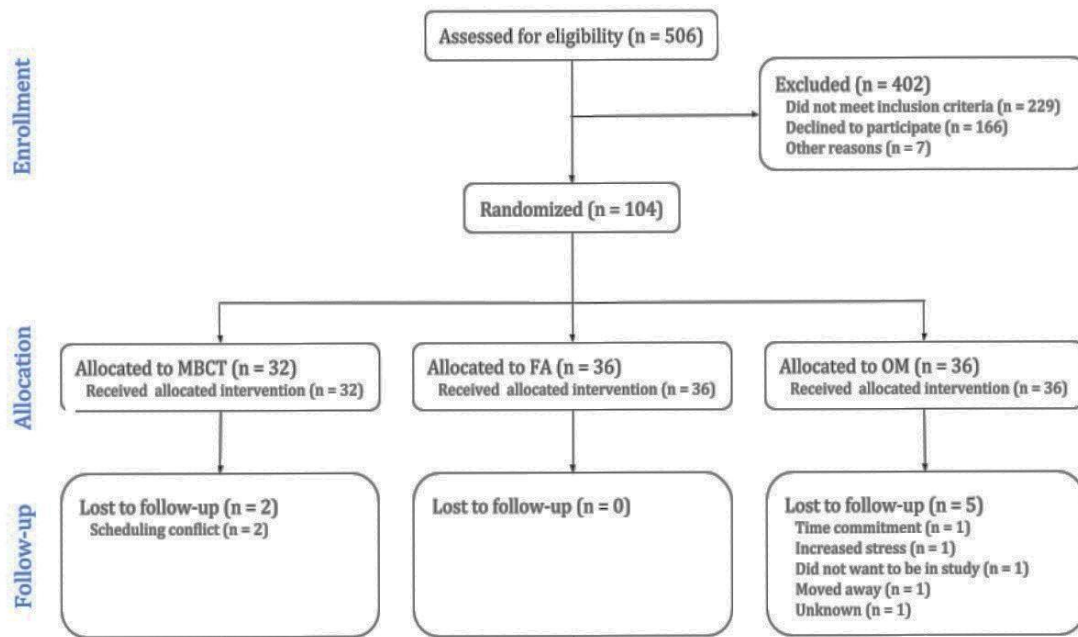 Enrollment
Assessed for eligibility (n = 506)
Excluded (n = 402)
Did not meet inclusion criteria (n = 229)
Declined to participate (n = 166)
Other reasons (n = 7)
Randomized (n = 104)
Allocation
Allocated to MBCT (n = 32)
Received allocated intervention (n = 32)
Allocated to FA (n = 36)
Received allocated intervention (n = 36)
Allocated to OM (n = 36)
Received allocated intervention (n = 36)
Follow-up
Lost to follow-up (n = 2)
Scheduling conflict (n = 2)
Lost to follow-up (n = 0)
Lost to follow-up (n = 5)
Time commitment (n = 1)
Increased stress (n = 1)
Did not want to be in study (n = 1)
Moved away (n = 1)
Unknown (n = 1)